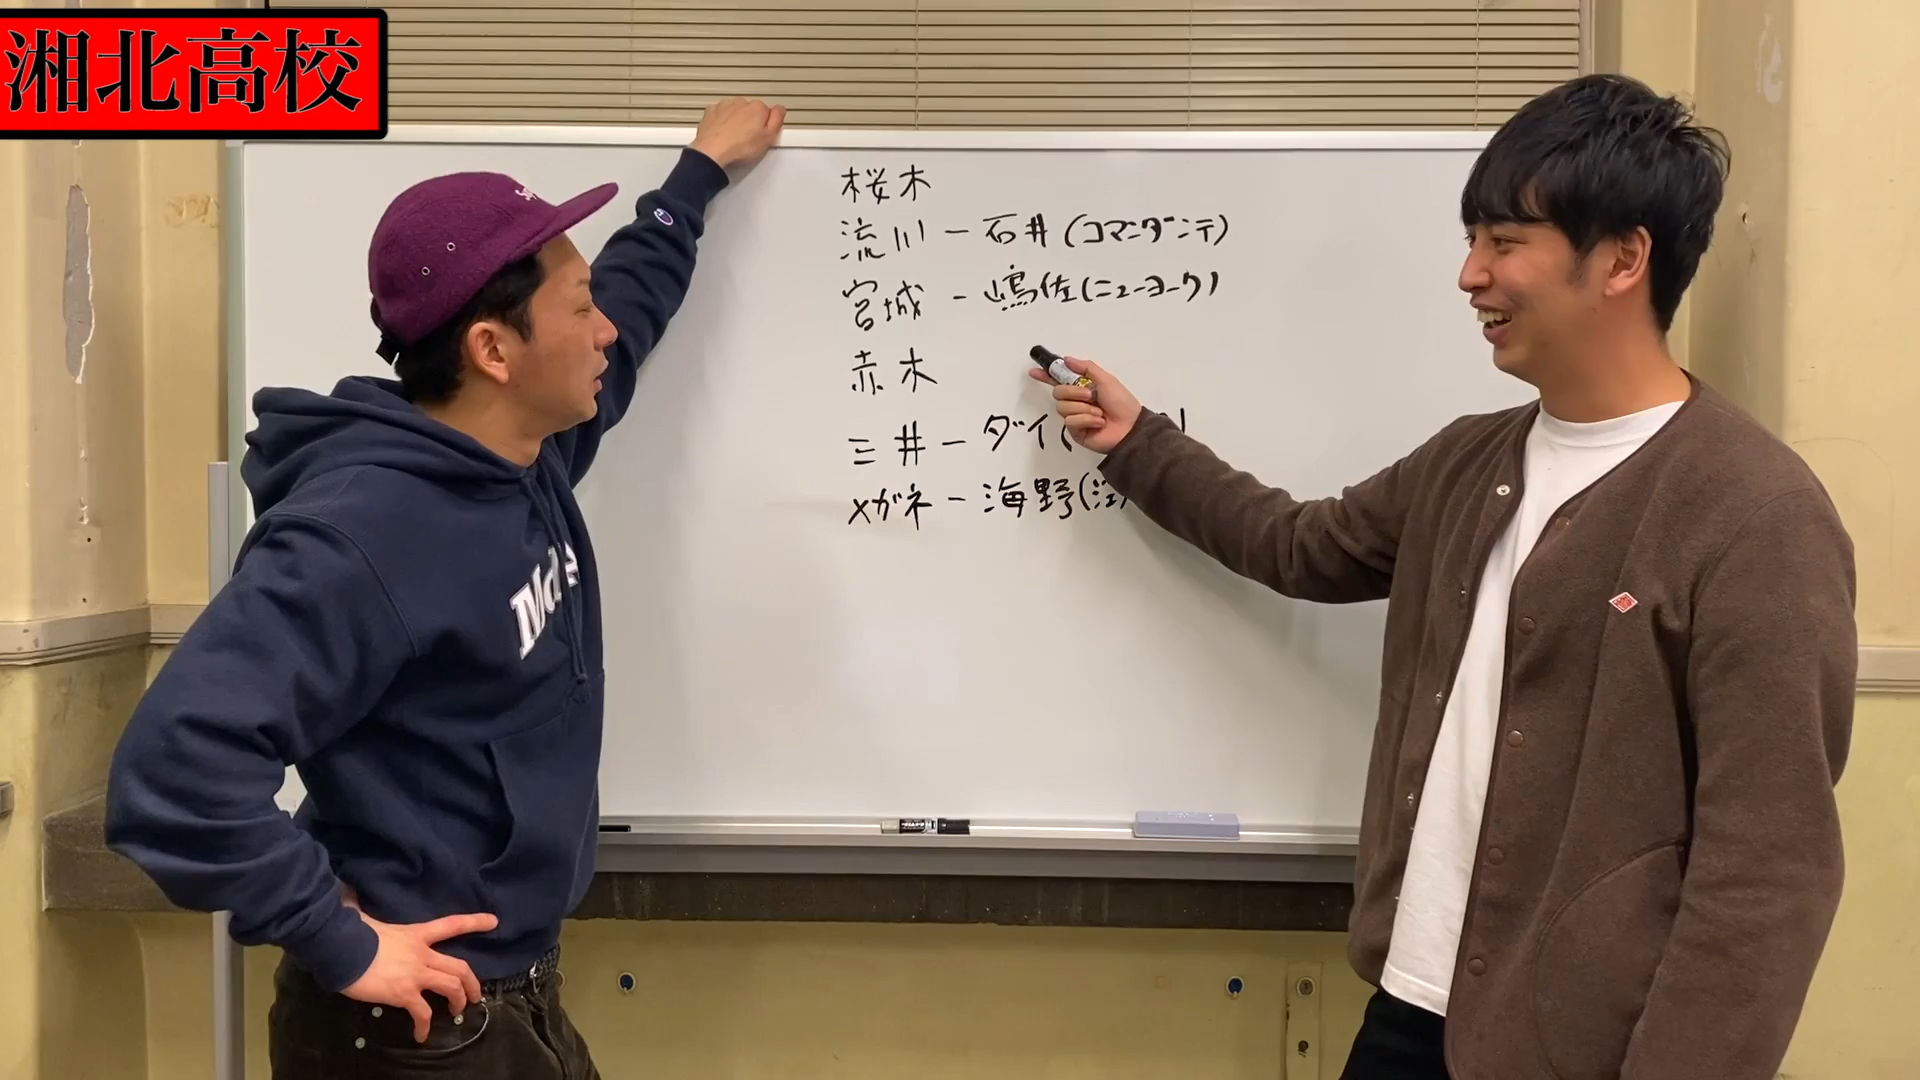 湘北高校
桜木
流川 ー 石井 (コマンダンテ)
宮城 ー 嶋佐 (ニューヨーク)
赤木
三井 ー ダイ (
メガネ ー 海野 (